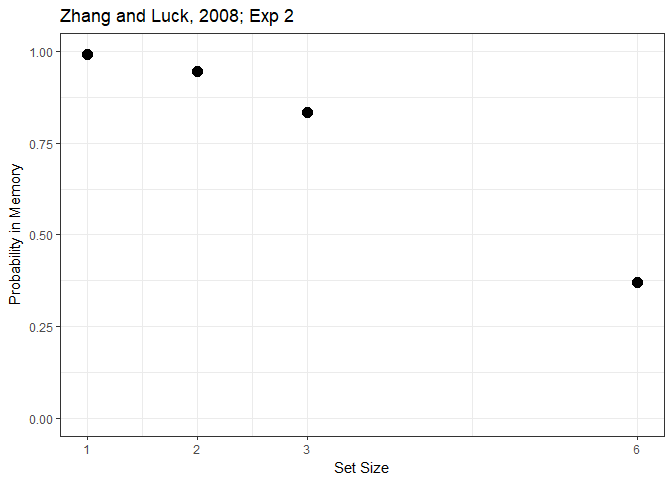 Zhang and Luck, 2008; Exp 2
1.00
0.75
0.50
0.25
0.00
Probability in Memory
1 2 3 6
Set Size